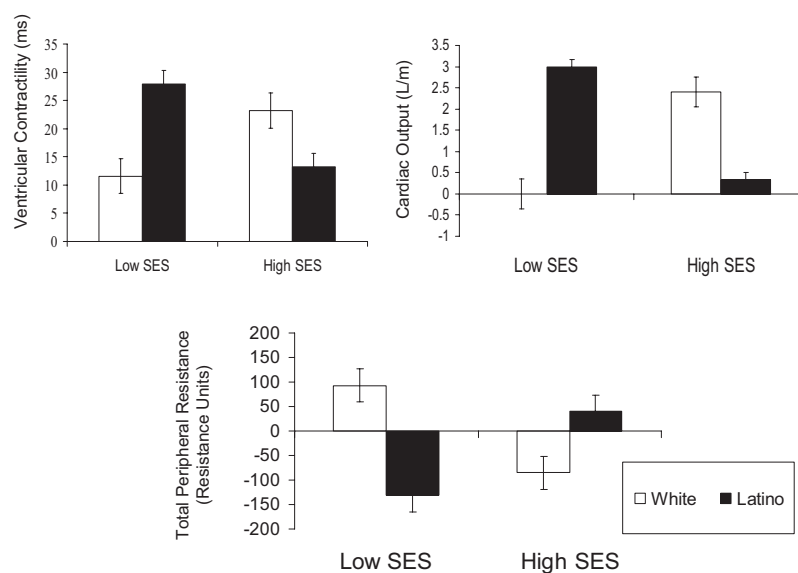 Ventricular Contractility (ms)
35
30
25
20
15
10
5
0
Low SES
High SES
Cardiac Output (L/m)
3.5
3
2.5
2
1.5
1
0.5
0
-0.5
-1
Low SES
High SES
Total Peripheral Resistance
(Resistance Units)
200
150
100
50
0
-50
-100
-150
-200
Low SES
High SES
White
Latino